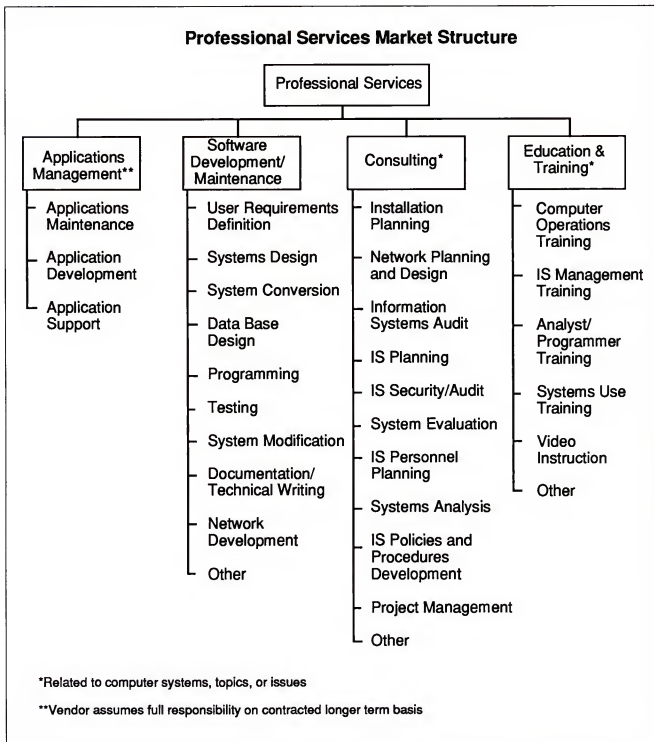 Professional Services Market Structure
Professional Services
Applications
Management**
Applications
Maintenance
Application
Development
Application
Support
Software
Development/
Maintenance
User Requirements
Definition
Systems Design
System Conversion
Data Base
Design
Programming
Testing
System Modification
Documentation/
Technical Writing
Network
Development
Other
Consulting*
Installation
Planning
Network Planning
and Design
Information
Systems Audit
IS Planning
IS Security/Audit
System Evaluation
IS Personnel
Planning
Systems Analysis
IS Policies and
Procedures
Development
Project Management
Other
Education &
Training*
Computer
Operations
Training
IS Management
Training
Analyst/
Programmer
Training
Systems Use
Training
Video
Instruction
Other
*Related to computer systems, topics, or issues
**Vendor assumes full responsibility on contracted longer term basis